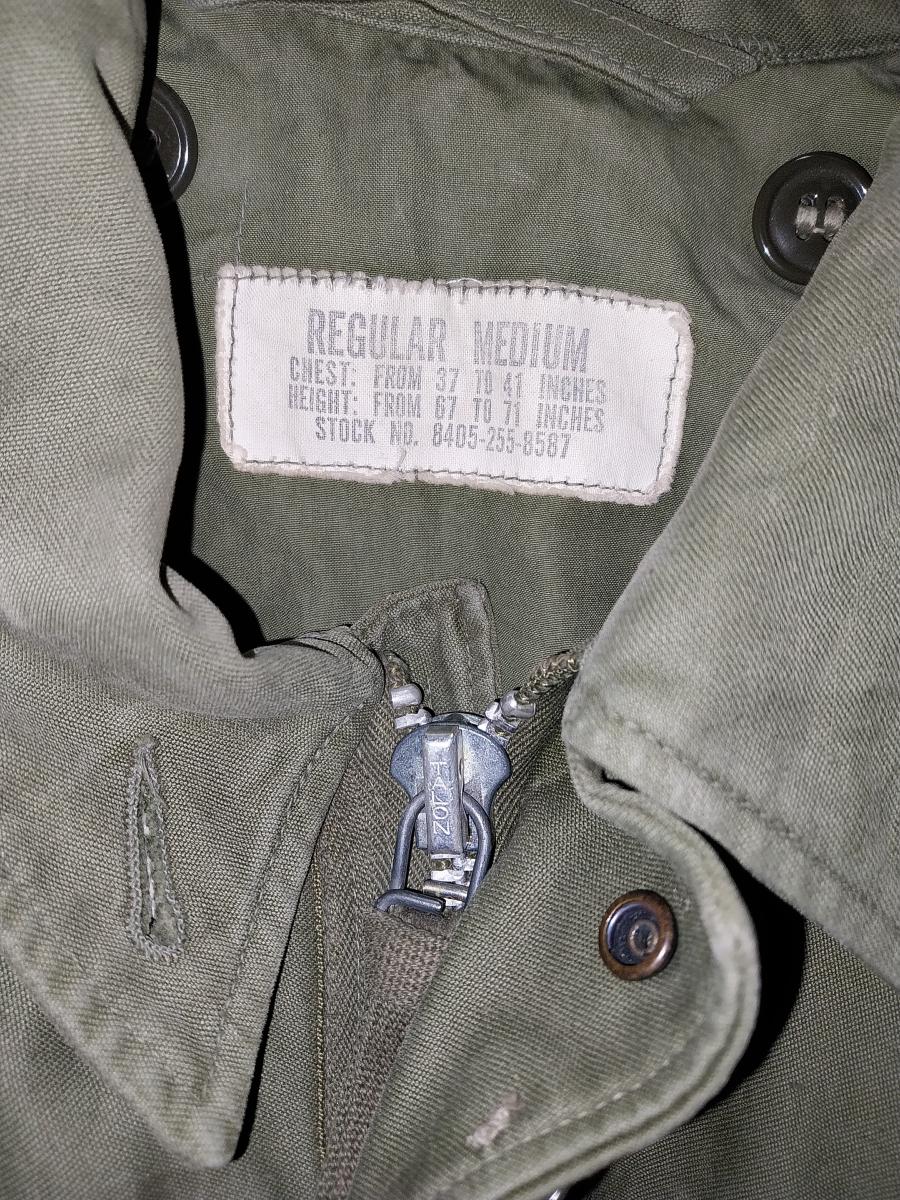 REGULAR MEDIUM
CHEST: FROM 37 TO 41 INCHES
HEIGHT: FROM 67 TO 71 INCHES
STOCK NO. 8405-255-8587
TALON